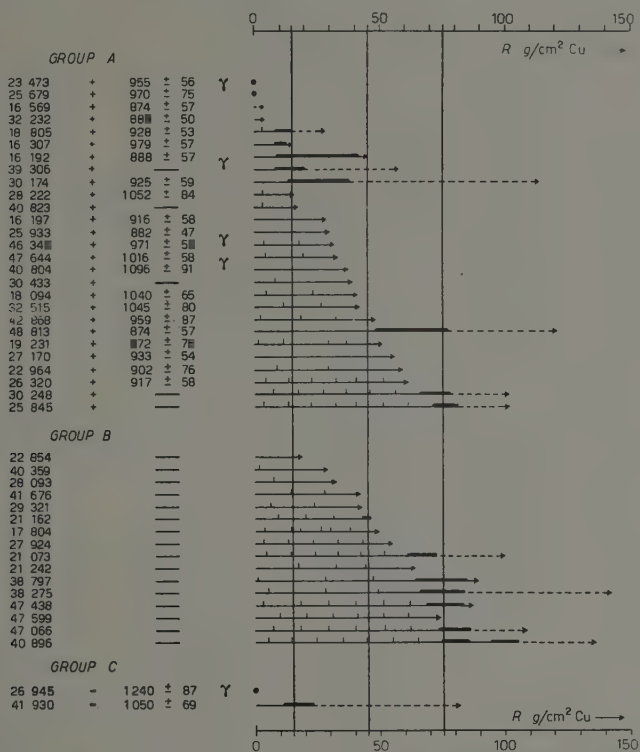 0 50 100 150
R g/cm² Cu →
GROUP A
23 473 + 955 ± 56 γ
25 679 + 970 ± 75
16 569 + 874 ± 57
32 232 + ± 50
18 805 + 928 ± 53
16 307 + 979 ± 57
16 192 + 888 ± 57
39 306 + — γ
30 174 + 925 ± 59
28 222 + 1052 ± 84
40 823 + —
16 197 + 916 ± 58
25 933 + 882 ± 47
46 + 971 ± γ
47 644 + 1016 ± 58
40 804 + 1096 ± 91 γ
30 433 + —
18 094 + 1040 ± 65
32 515 + 1045 ± 80
42 868 + 959 ± 87
48 813 + 874 ± 57
19 231 + ±
27 170 + 933 ± 54
22 964 + 902 ± 76
26 320 + 917 ± 58
30 248 + —
25 845 + —
GROUP B
22 854 —
40 359 —
28 093 —
41 676 —
29 321 —
21 162 —
17 804 —
27 924 —
21 073 —
21 242 —
38 797 —
38 275 —
47 438 —
47 599 —
47 066 —
40 896 —
GROUP C
26 945 - 1240 ± 87 γ
41 930 - 1050 ± 69
R g/cm² Cu →
0 50 100 150